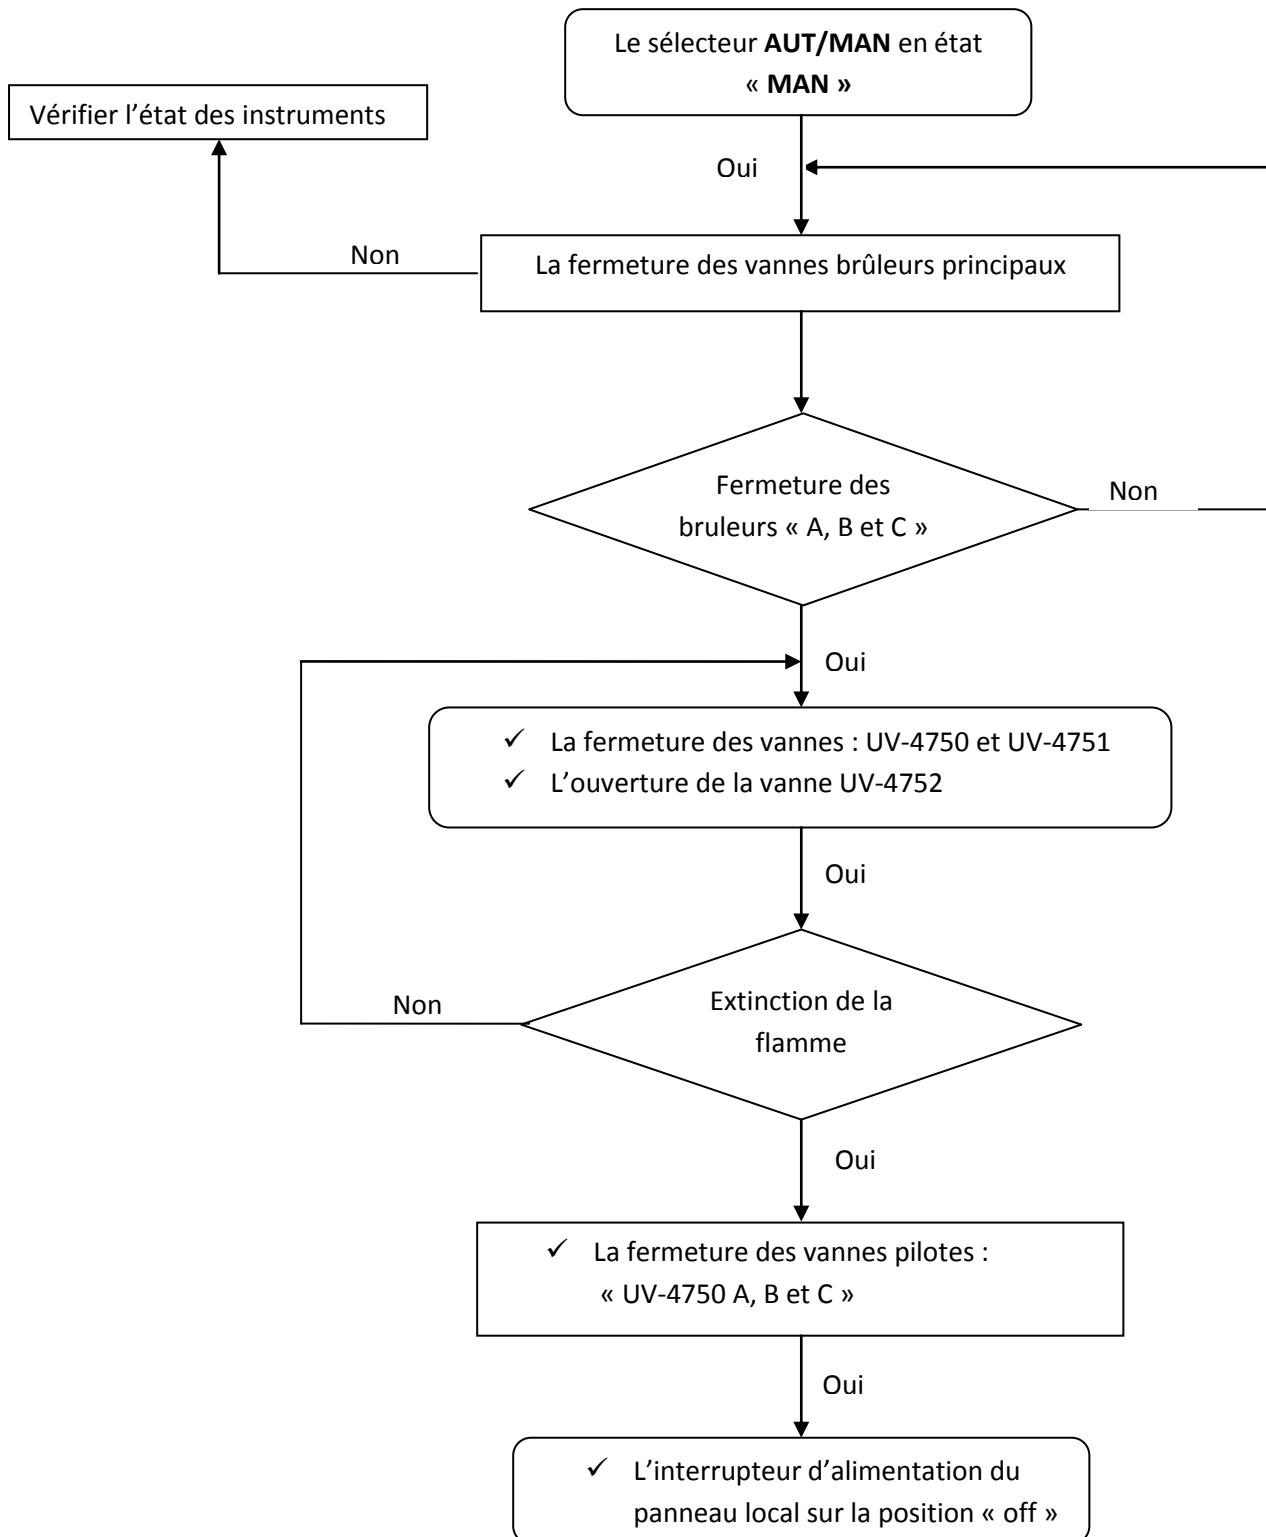 Le sélecteur AUT/MAN en état
« MAN »
Vérifier l’état des instruments
Oui
Non
La fermeture des vannes brûleurs principaux
Fermeture des
bruleurs « A, B et C »
Non
Oui
✓ La fermeture des vannes : UV-4750 et UV-4751
✓ L’ouverture de la vanne UV-4752
Oui
Non
Extinction de la
flamme
Oui
✓ La fermeture des vannes pilotes :
« UV-4750 A, B et C »
Oui
✓ L’interrupteur d’alimentation du
panneau local sur la position « off »